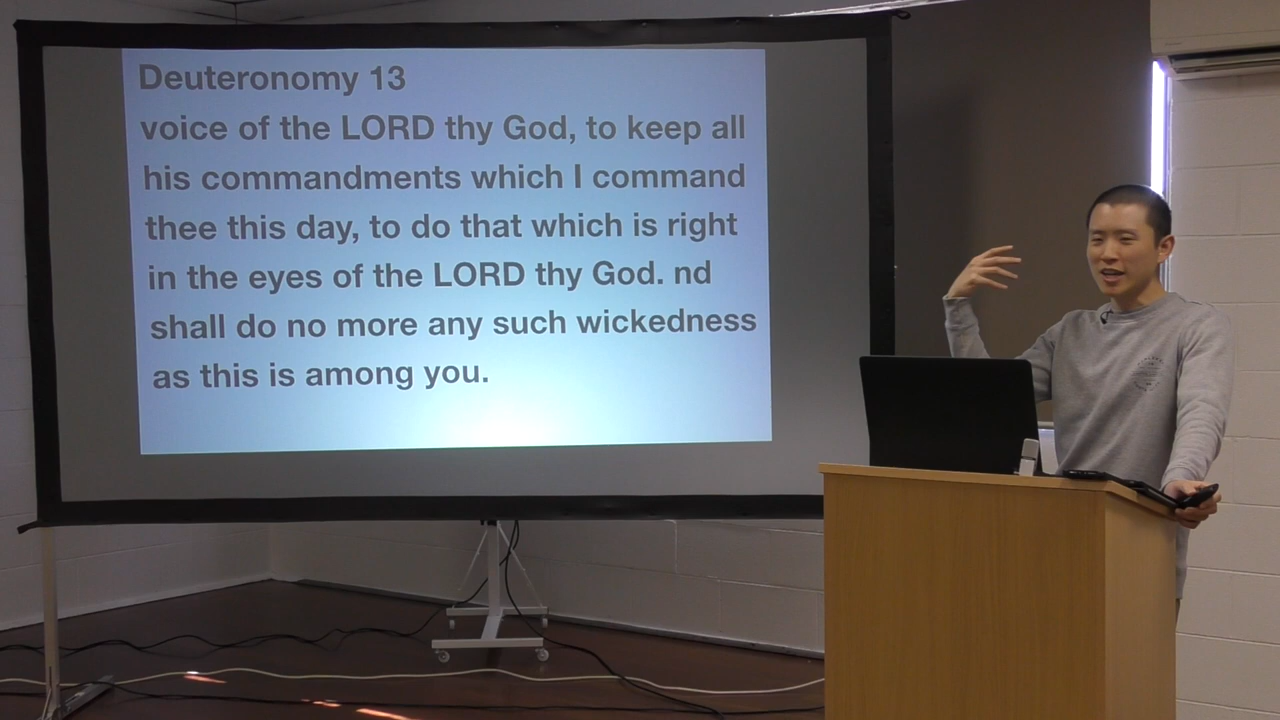 Deuteronomy 13
voice of the LORD thy God, to keep all
his commandments which I command
thee this day, to do that which is right
in the eyes of the LORD thy God. nd
shall do no more any such wickedness
as this is among you.